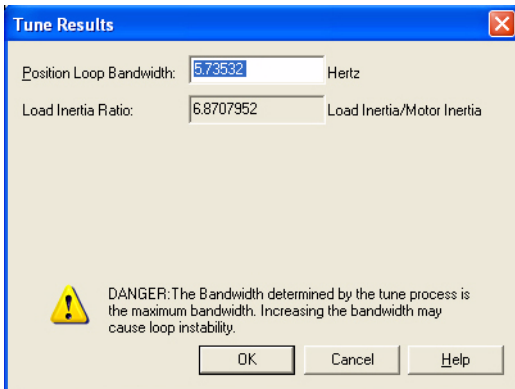 Tune Results
Position Loop Bandwidth: 5.73532 Hertz
Load Inertia Ratio: 6.8707952 Load Inertia/Motor Inertia
DANGER:The Bandwidth determined by the tune process is
the maximum bandwidth. Increasing the bandwidth may
cause loop instability.
OK Cancel Help